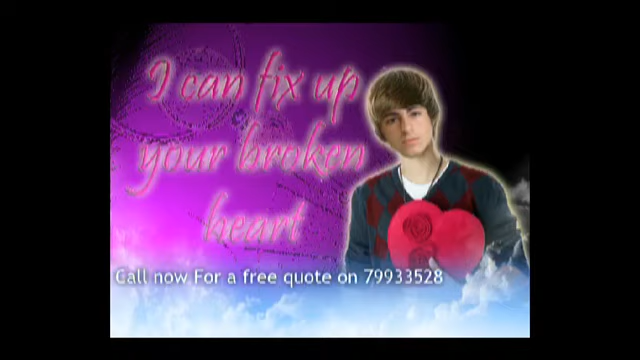 I can fix up
your broken
heart
Call now For a free quote on 79933528